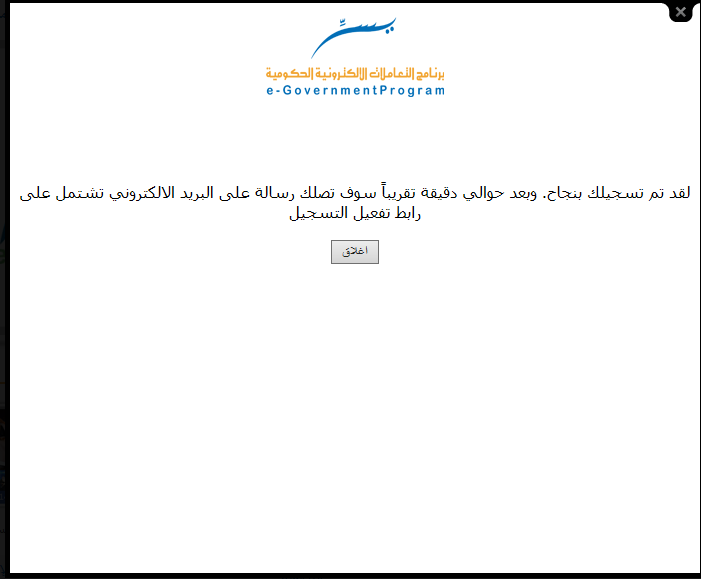 يسّر
برنامج التعاملات الالكترونية الحكومية
e-GovernmentProgram
لقد تم تسجيلك بنجاح. وبعد حوالي دقيقة تقريباً سوف تصلك رسالة على البريد الالكتروني تشتمل على
رابط تفعيل التسجيل
اغلاق